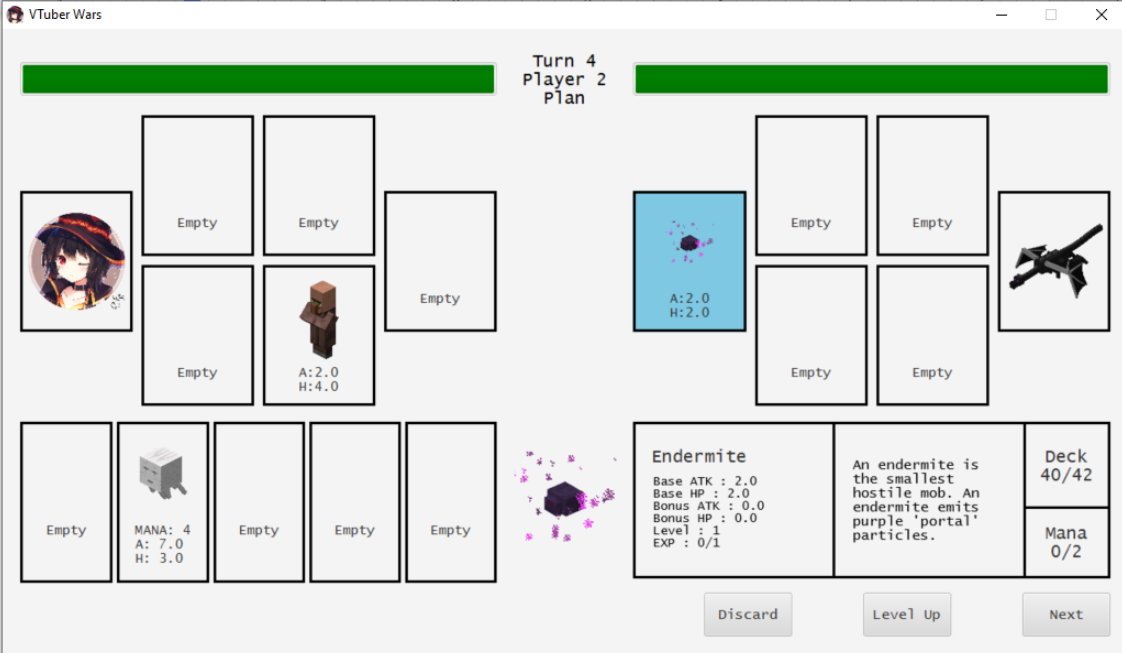 VTuber Wars
Turn 4
Player 2
Plan
Empty
Empty
Empty
Empty
A:2.0
H:4.0
A:2.0
H:2.0
Empty
Empty
Empty
Empty
Empty
MANA: 4
A: 7.0
H: 3.0
Empty
Empty
Empty
Endermite
Base ATK : 2.0
Base HP : 2.0
Bonus ATK : 0.0
Bonus HP : 0.0
Level : 1
EXP : 0/1
An endermite is
the smallest
hostile mob. An
endermite emits
purple 'portal'
particles.
Deck
40/42
Mana
0/2
Discard
Level Up
Next